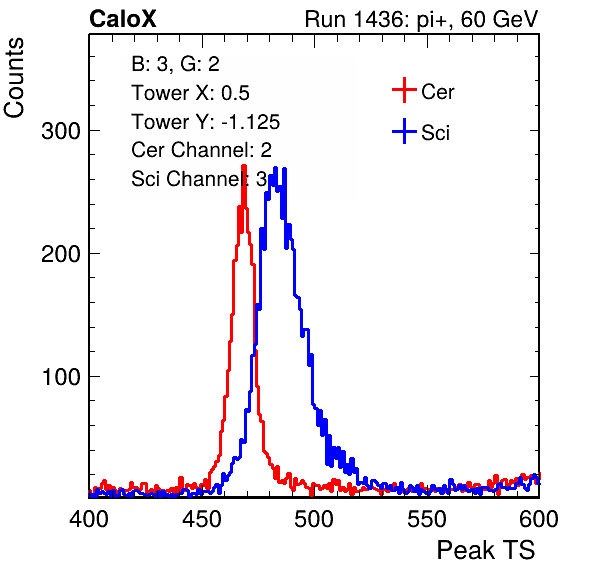 CaloX Run 1436: pi+, 60 GeV
Counts
B: 3, G: 2
Tower X: 0.5
Tower Y: -1.125
Cer Channel: 2
Sci Channel: 3
Cer
Sci
300
200
100
400 450 500 550 600
Peak TS